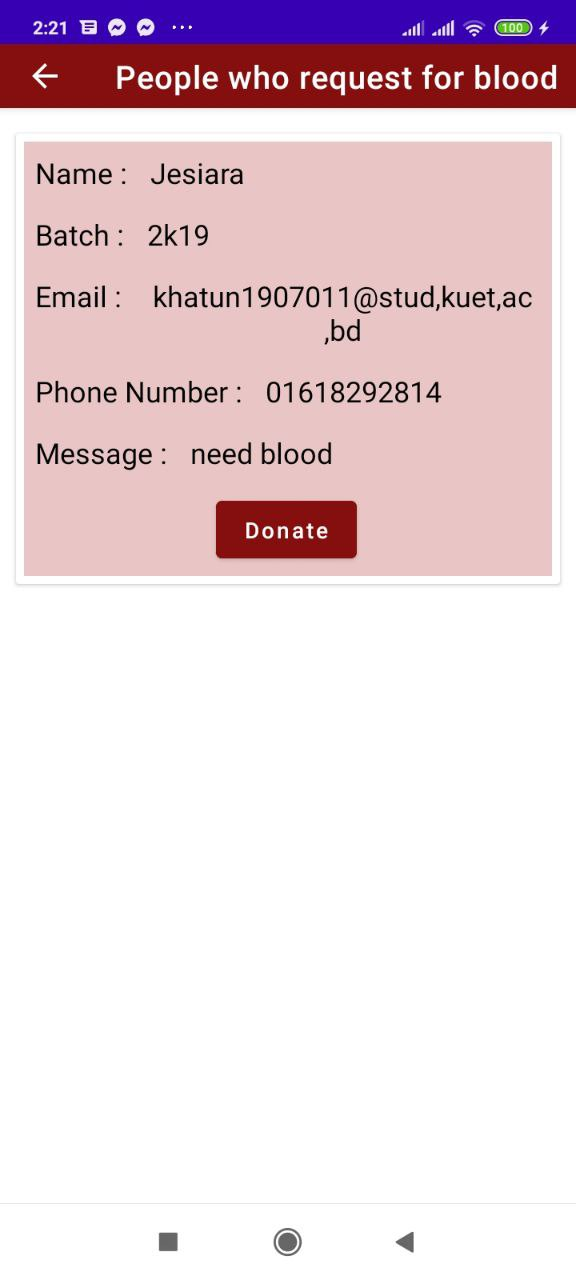 2:21
100
People who request for blood
Name : Jesiara
Batch : 2k19
Email : khatun1907011@stud,kuet,ac
,bd
Phone Number : 01618292814
Message : need blood
Donate